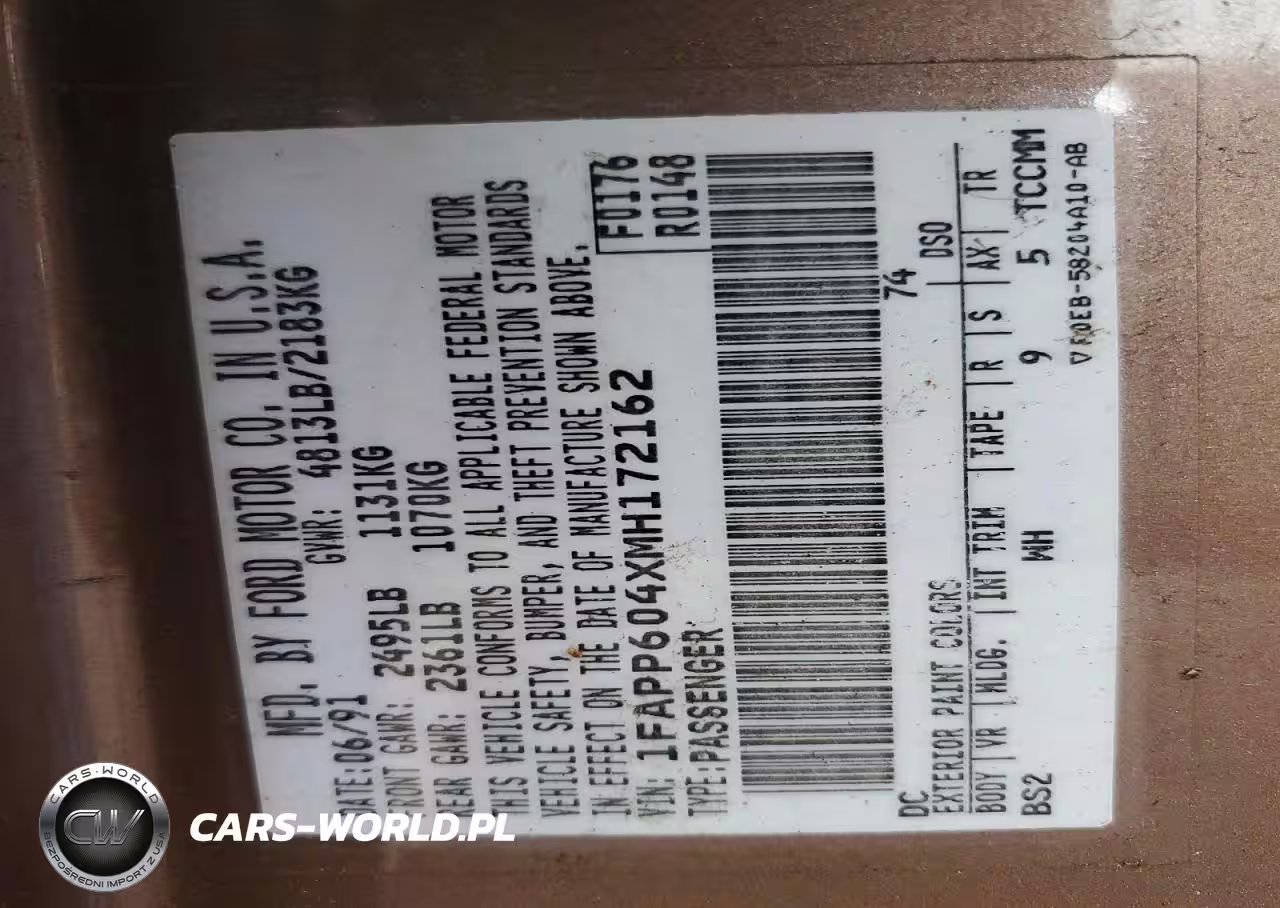 MFD. BY FORD MOTOR CO. IN U.S.A.
DATE:06/91 GVWR: 4813LB/2183KG
FRONT GAWR: 2495LB 1131KG
REAR GAWR: 2361LB 1070KG
THIS VEHICLE CONFORMS TO ALL APPLICABLE FEDERAL MOTOR
VEHICLE SAFETY, BUMPER, AND THEFT PREVENTION STANDARDS
IN EFFECT ON THE DATE OF MANUFACTURE SHOWN ABOVE.
VIN: 1FAPP604XMH172162 F0176
TYPE:PASSENGER R0148
74
DC
EXTERIOR PAINT COLORS DSO
BODY VR MLDG. INT TRIM TAPE R S AX TR
BS2 WH 9 5 TCCMM
▽ F0EB-58204A10-AB
CARS-WORLD
CW
BEZPOŚREDNI IMPORT Z USA
CARS-WORLD.PL